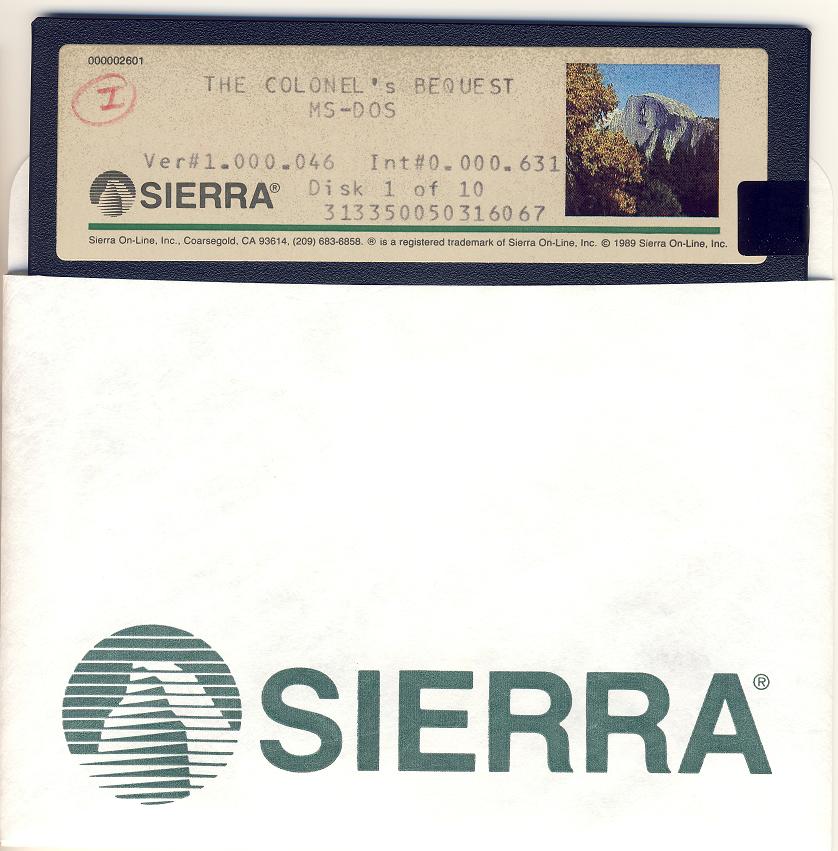 000002601
I
THE COLONEL's BEQUEST
MS-DOS
Ver#1.000.046 Int#0.000.631
SIERRA® Disk 1 of 10
313350050316067
Sierra On-Line, Inc., Coarsegold, CA 93614, (209) 683-6858. ® is a registered trademark of Sierra On-Line, Inc. © 1989 Sierra On-Line, Inc.
SIERRA®